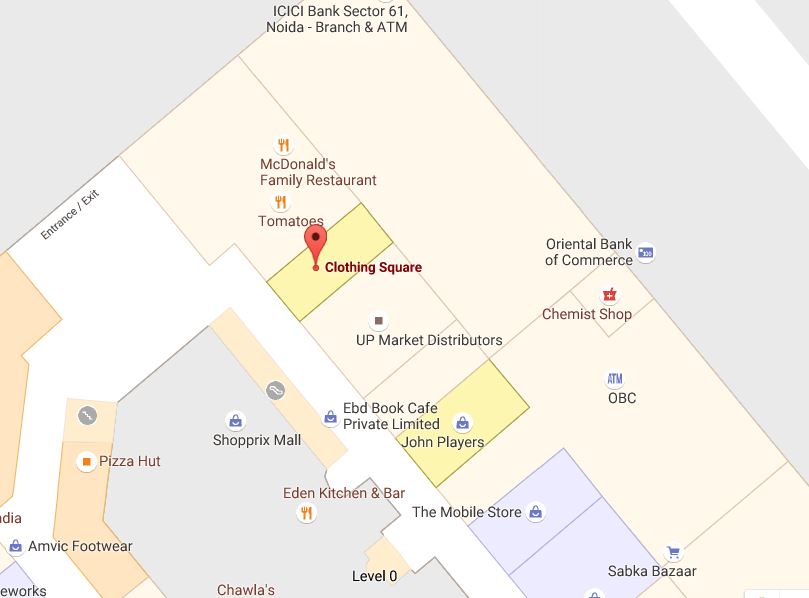 ICICI Bank Sector 61,
Noida - Branch & ATM
McDonald's
Family Restaurant
Entrance / Exit
Tomatoes
Clothing Square
Oriental Bank
of Commerce
Chemist Shop
UP Market Distributors
ATM
OBC
Ebd Book Cafe
Private Limited
Shopprix Mall
John Players
Pizza Hut
Eden Kitchen & Bar
The Mobile Store
ndia
Amvic Footwear
Sabka Bazaar
Level 0
eworks
Chawla's